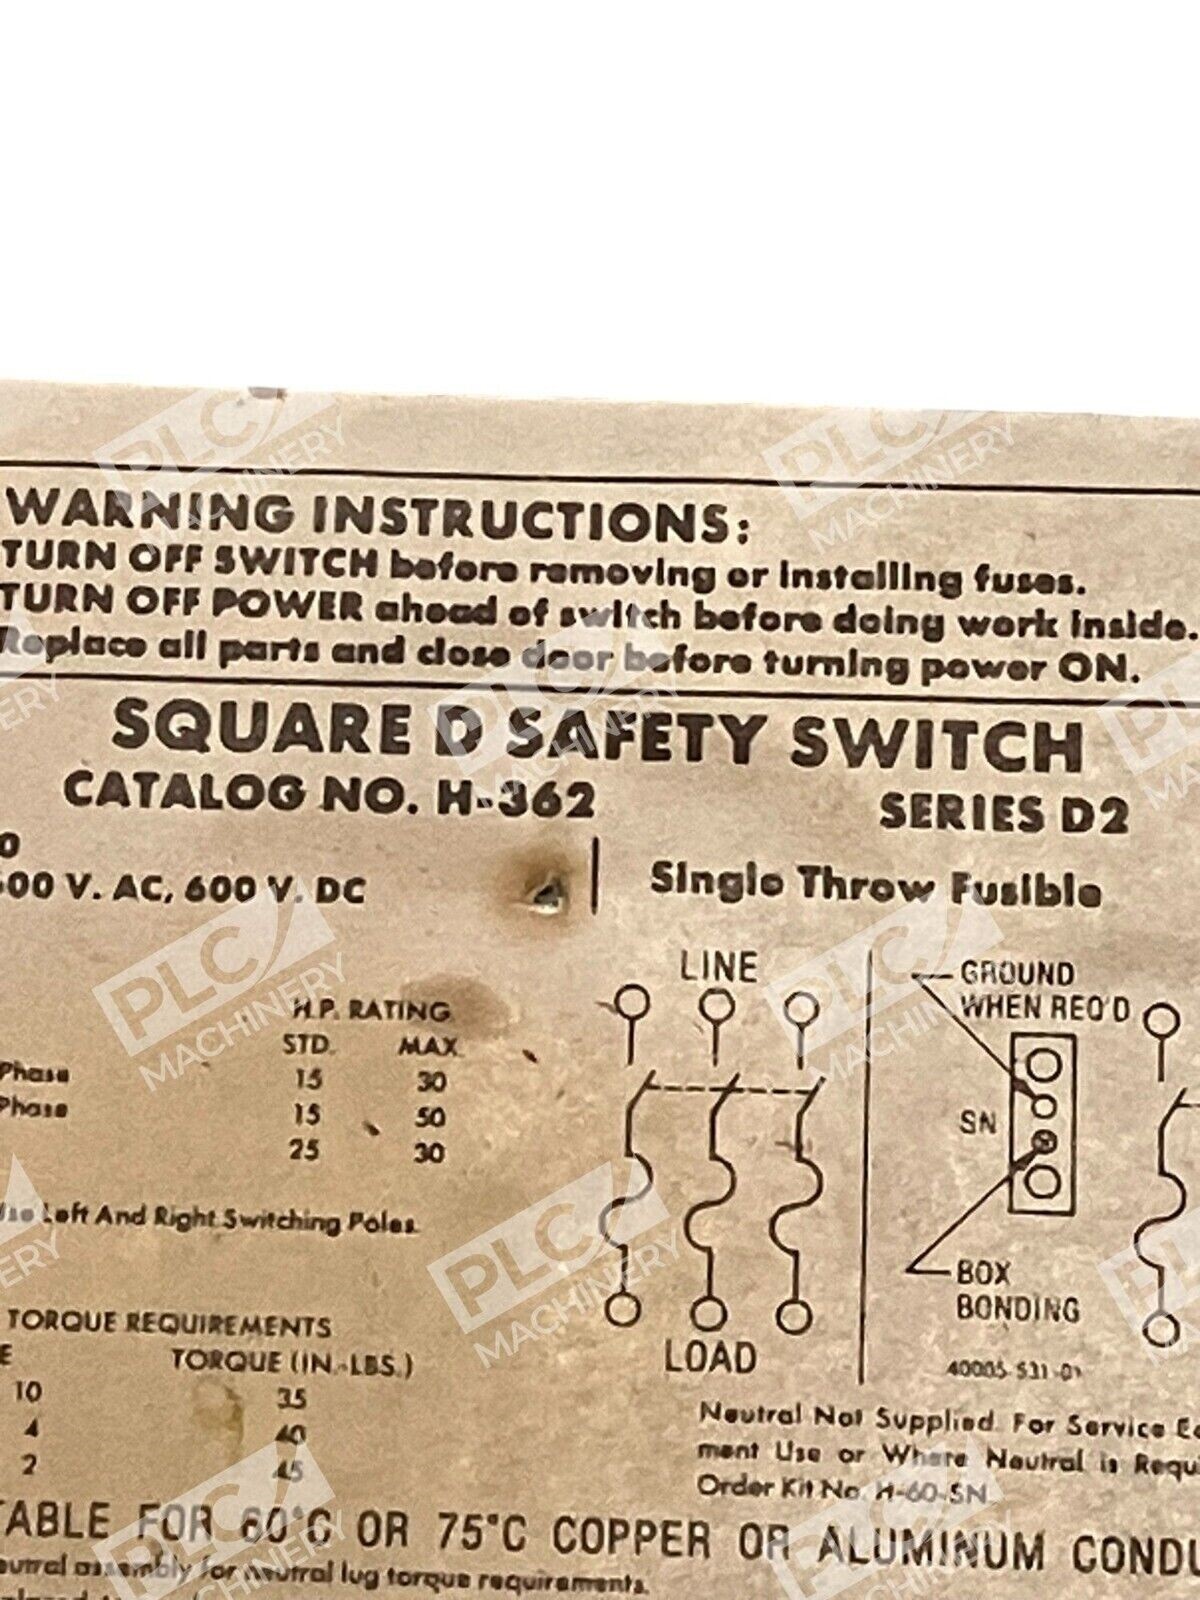 WARNING INSTRUCTIONS:
TURN OFF SWITCH before removing or installing fuses.
TURN OFF POWER ahead of switch before doing work inside.
Replace all parts and close door before turning power ON.
SQUARE D SAFETY SWITCH
CATALOG NO. H-362
SERIES D2
0
00 V. AC, 600 V. DC
Single Throw Fusible
H.P. RATING
STD. MAX.
Phase 15 30
Phase 15 50
25 30
Use Left And Right Switching Poles.
TORQUE REQUIREMENTS
E TORQUE (IN.-LBS.)
10 35
4 40
2 45
LINE
LOAD
GROUND
WHEN REQ'D
SN
BOX
BONDING
40005-531-01
Neutral Not Supplied. For Service E
ment Use or Where Neutral is Requi
Order Kit No. H-60-SN
TABLE FOR 60°C OR 75°C COPPER OR ALUMINUM CONDU
eutral assembly for neutral lug torque requirements.
PLC MACHINERY